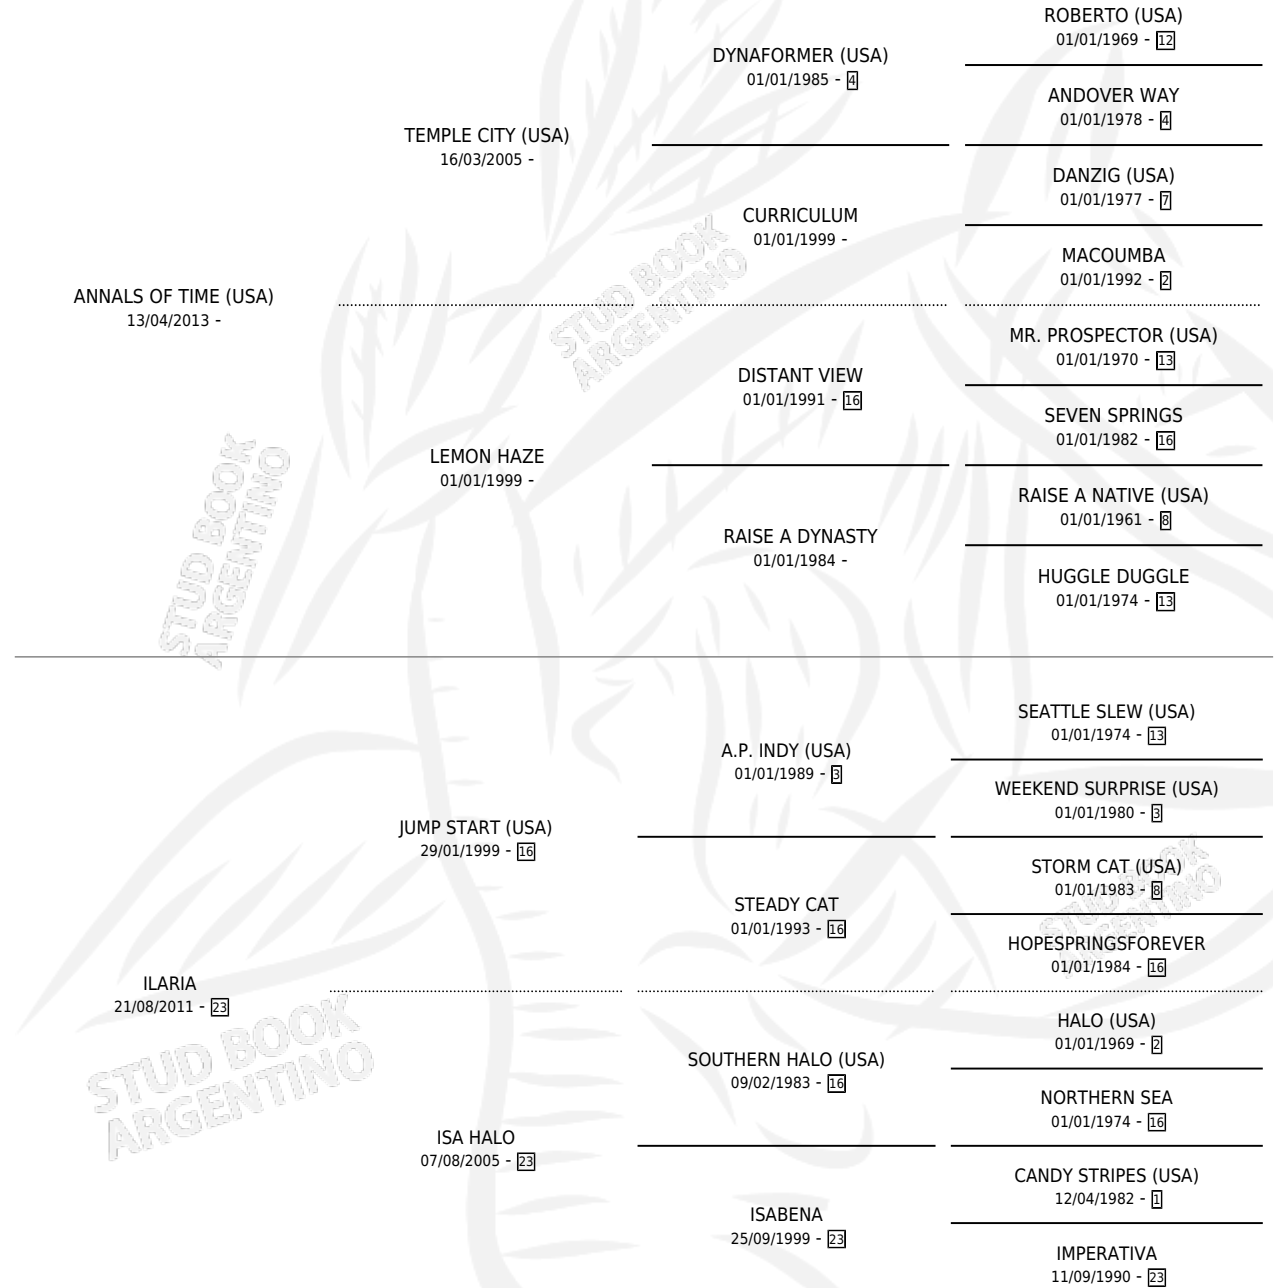 ROBERTO (USA)
01/01/1969 - 12
DYNAFORMER (USA)
01/01/1985 - 4
ANDOVER WAY
01/01/1978 - 4
TEMPLE CITY (USA)
16/03/2005 -
DANZIG (USA)
01/01/1977 - 7
CURRICULUM
01/01/1999 -
MACOUMBA
01/01/1992 - 2
ANNALS OF TIME (USA)
13/04/2013 -
MR. PROSPECTOR (USA)
01/01/1970 - 13
DISTANT VIEW
01/01/1991 - 16
SEVEN SPRINGS
01/01/1982 - 16
LEMON HAZE
01/01/1999 -
RAISE A NATIVE (USA)
01/01/1961 - 8
RAISE A DYNASTY
01/01/1984 -
HUGGLE DUGGLE
01/01/1974 - 13
STUD BOOK
ARGENTINO
STUD BOOK
ARGENTINO
SEATTLE SLEW (USA)
01/01/1974 - 13
A.P. INDY (USA)
01/01/1989 - 3
WEEKEND SURPRISE (USA)
01/01/1980 - 3
JUMP START (USA)
29/01/1999 - 16
STORM CAT (USA)
01/01/1983 - 8
STEADY CAT
01/01/1993 - 16
HOPESPRINGSFOREVER
01/01/1984 - 16
ILARIA
21/08/2011 - 23
HALO (USA)
01/01/1969 - 2
SOUTHERN HALO (USA)
09/02/1983 - 16
NORTHERN SEA
01/01/1974 - 16
ISA HALO
07/08/2005 - 23
CANDY STRIPES (USA)
12/04/1982 - 1
ISABENA
25/09/1999 - 23
IMPERATIVA
11/09/1990 - 23
STUD BOOK
ARGENTINO
STUD BOOK
ARGENTINO